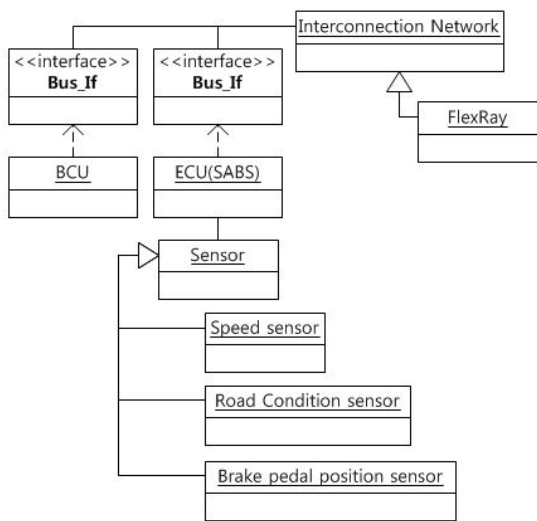 Interconnection Network
<<interface>>
Bus_If
<<interface>>
Bus_If
FlexRay
BCU
ECU(SABS)
Sensor
Speed sensor
Road Condition sensor
Brake pedal position sensor